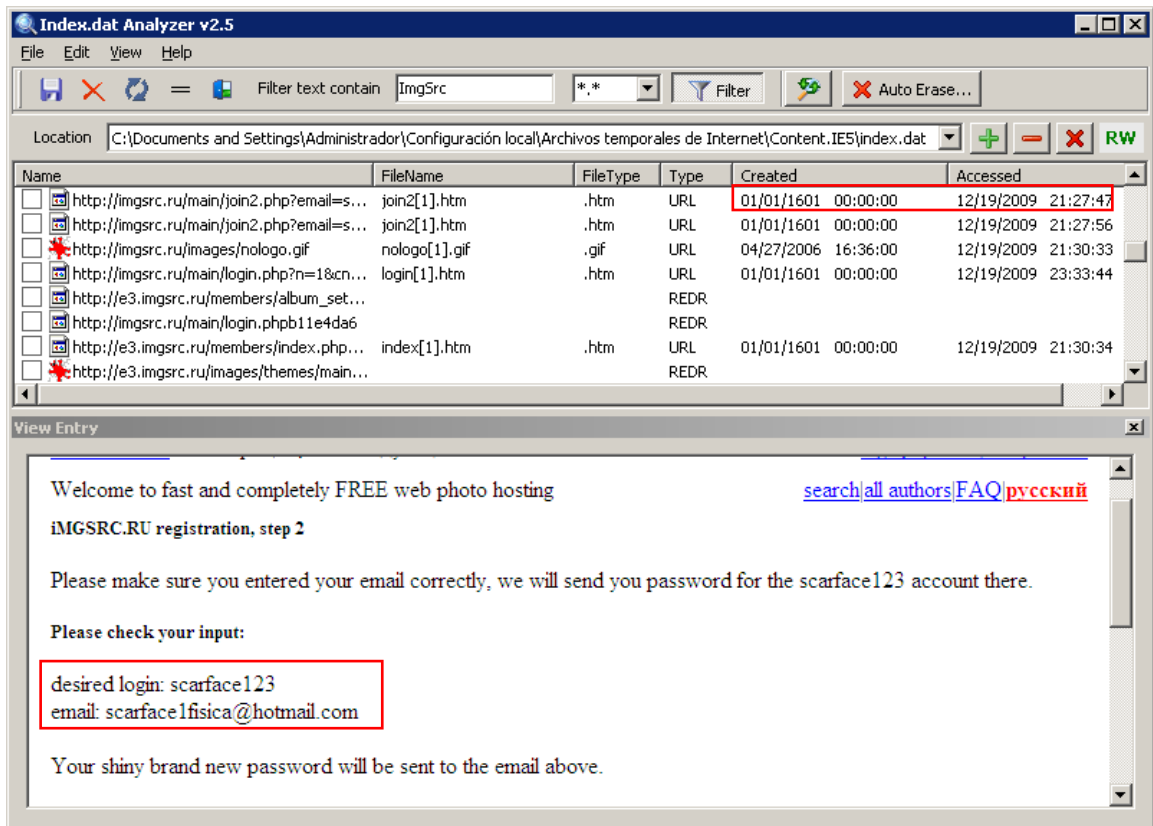 Index.dat Analyzer v2.5
File Edit View Help
Filter text contain ImgSrc *.* Filter Auto Erase...
Location C:\Documents and Settings\Administrador\Configuración local\Archivos temporales de Internet\Content.IE5\index.dat RW
Name FileName FileType Type Created Accessed
http://imgsrc.ru/main/join2.php?email=s... join2[1].htm .htm URL 01/01/1601 00:00:00 12/19/2009 21:27:47
http://imgsrc.ru/main/join2.php?email=s... join2[1].htm .htm URL 01/01/1601 00:00:00 12/19/2009 21:27:56
http://imgsrc.ru/images/nologo.gif nologo[1].gif .gif URL 04/27/2006 16:36:00 12/19/2009 21:30:33
http://imgsrc.ru/main/login.php?n=1&cn... login[1].htm .htm URL 01/01/1601 00:00:00 12/19/2009 23:33:44
http://e3.imgsrc.ru/members/album_set... REDR
http://imgsrc.ru/main/login.phpb11e4da6 REDR
http://e3.imgsrc.ru/members/index.php... index[1].htm .htm URL 01/01/1601 00:00:00 12/19/2009 21:30:34
http://e3.imgsrc.ru/images/themes/main... REDR
View Entry
Welcome to fast and completely FREE web photo hosting search|all authors|FAQ|русский
iMGSRC.RU registration, step 2
Please make sure you entered your email correctly, we will send you password for the scarface123 account there.
Please check your input:
desired login: scarface123
email: scarface1fisica@hotmail.com
Your shiny brand new password will be sent to the email above.